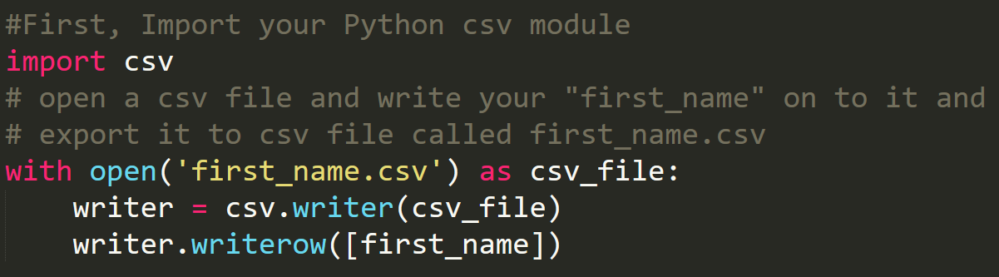 #First, Import your Python csv module
import csv
# open a csv file and write your "first_name" on to it and
# export it to csv file called first_name.csv
with open('first_name.csv') as csv_file:
    writer = csv.writer(csv_file)
    writer.writerow([first_name])